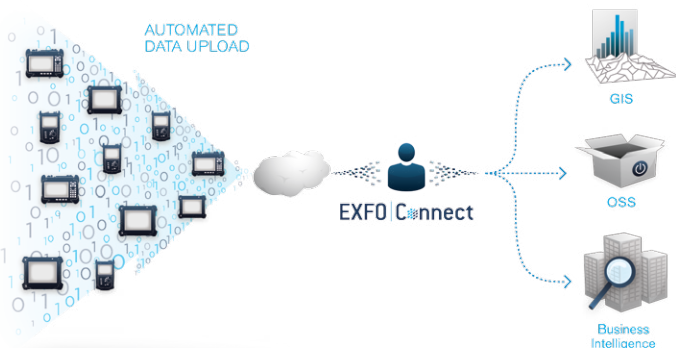 AUTOMATED
DATA UPLOAD
EXFO Connect
GIS
OSS
Business
Intelligence